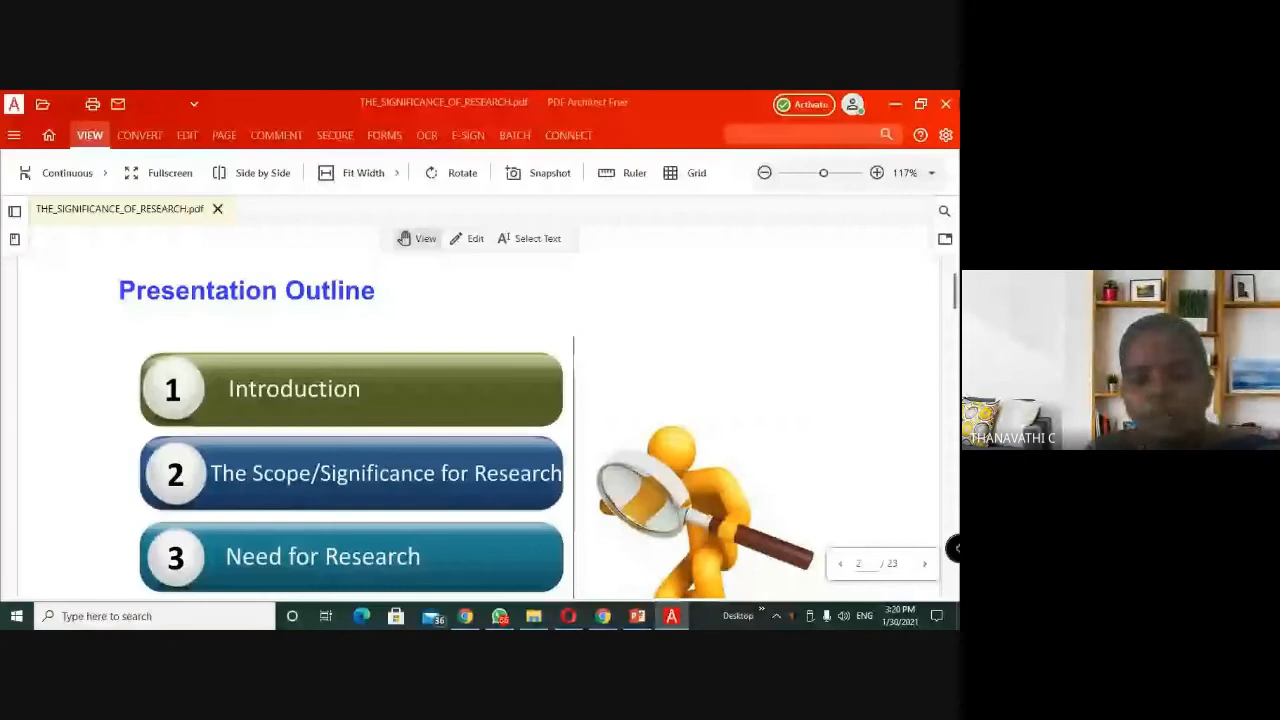 THE_SIGNIFICANCE_OF_RESEARCH.pdf PDF Architect Free
Activate
VIEW CONVERT EDIT PAGE COMMENT SECURE FORMS OCR E-SIGN BATCH CONNECT
Continuous Fullscreen Side by Side Fit Width Rotate Snapshot Ruler Grid 117%
THE_SIGNIFICANCE_OF_RESEARCH.pdf
View Edit Select Text
Presentation Outline
1 Introduction
2 The Scope/Significance for Research
3 Need for Research
2 / 23
THANAVATHI C
Type here to search
36
Desktop
ENG
3:20 PM
1/30/2021